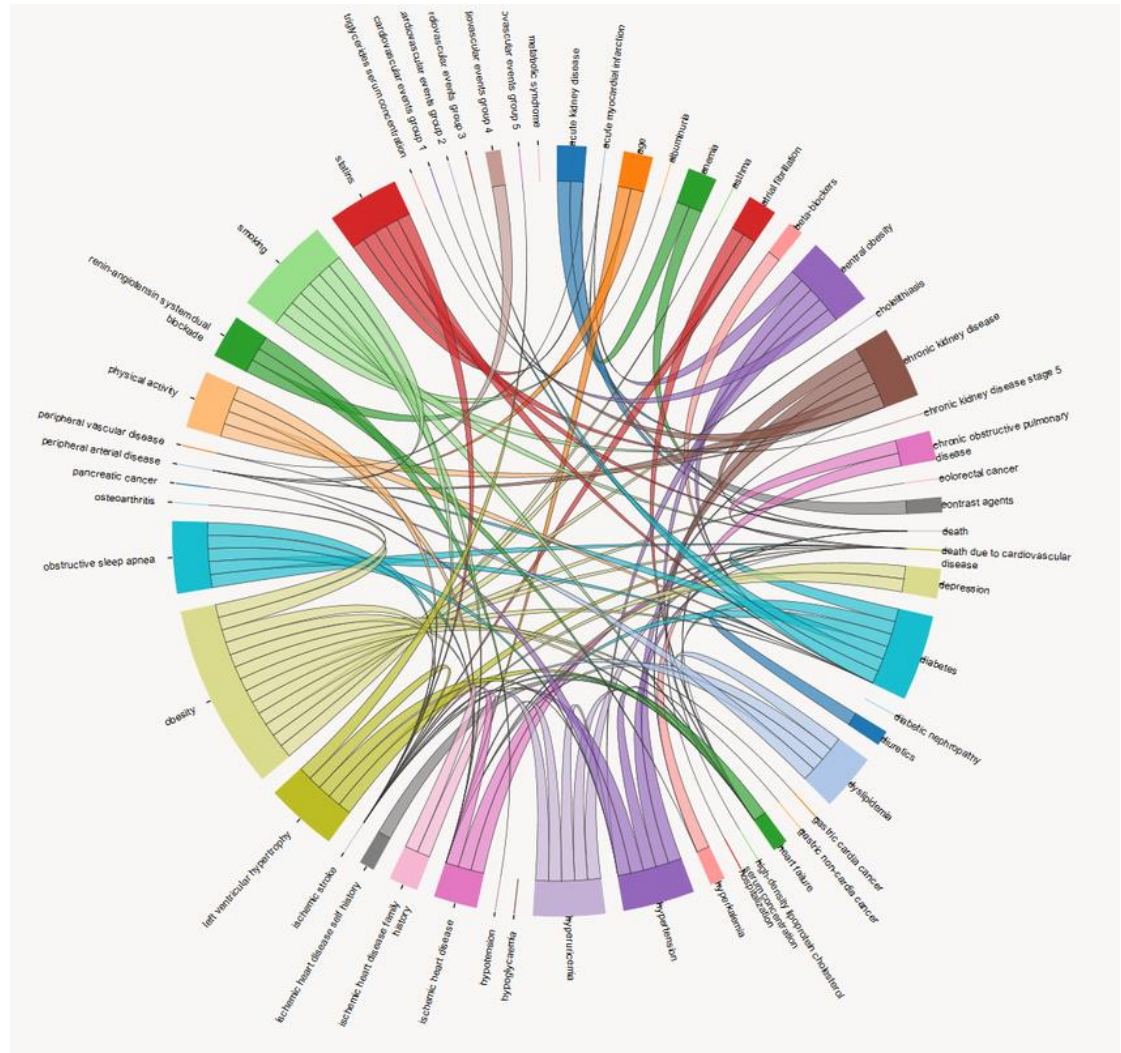 metabolic syndrome
acute kidney disease
acute myocardial infarction
age
albuminuria
anemia
asthma
atrial fibrillation
beta-blockers
central obesity
cholelithiasis
chronic kidney disease
chronic kidney disease stage 5
chronic obstructive pulmonary
disease
colorectal cancer
contrast agents
death
death due to cardiovascular
disease
depression
diabetes
diabetic nephropathy
diuretics
dyslipidemia
gastric cardia cancer
gastric non-cardia cancer
heart failure
high-density lipoprotein cholesterol
serum concentration
hospitalization
hyperkalemia
hypertension
hyperuricemia
hypoglycaemia
hypotension
ischemic heart disease
ischemic heart disease family
history
ischemic heart disease self history
ischemic stroke
left ventricular hypertrophy
obesity
obstructive sleep apnea
osteoarthritis
pancreatic cancer
peripheral arterial disease
peripheral vascular disease
physical activity
renin-angiotensin system dual
blockade
smoking
statins
triglycerides serum concentration
cardiovascular events group 1
ardiovascular events group 2
rdiovascular events group 3
iovascular events group 4
ovascular events group 5